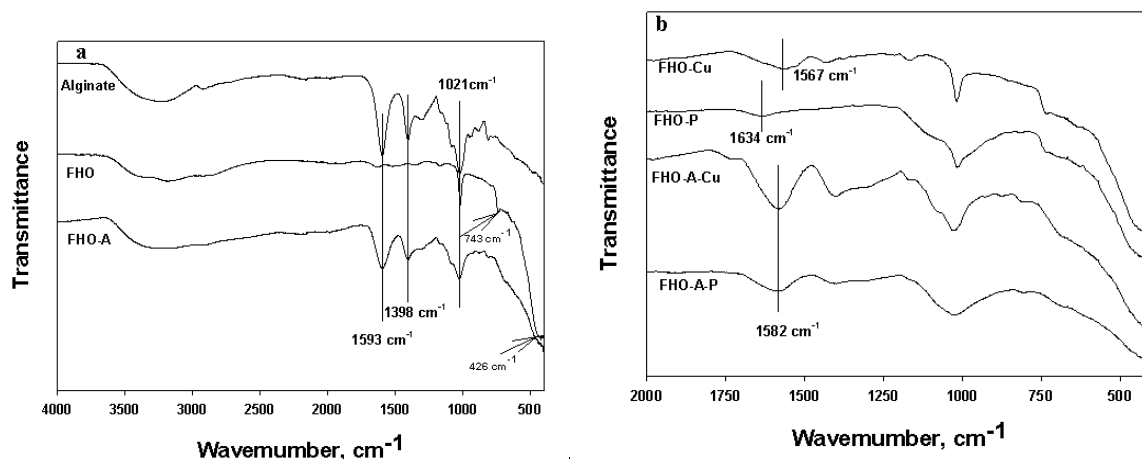 a
Alginate
1021cm-1
FHO
743 cm-1
FHO-A
1398 cm-1
1593 cm-1
426 cm-1
4000 3500 3000 2500 2000 1500 1000 500
Wavemumber, cm-1
Transmittance
b
FHO-Cu
1567 cm-1
FHO-P
1634 cm-1
FHO-A-Cu
FHO-A-P
1582 cm-1
2000 1750 1500 1250 1000 750 500
Wavemumber, cm-1
Transmittance